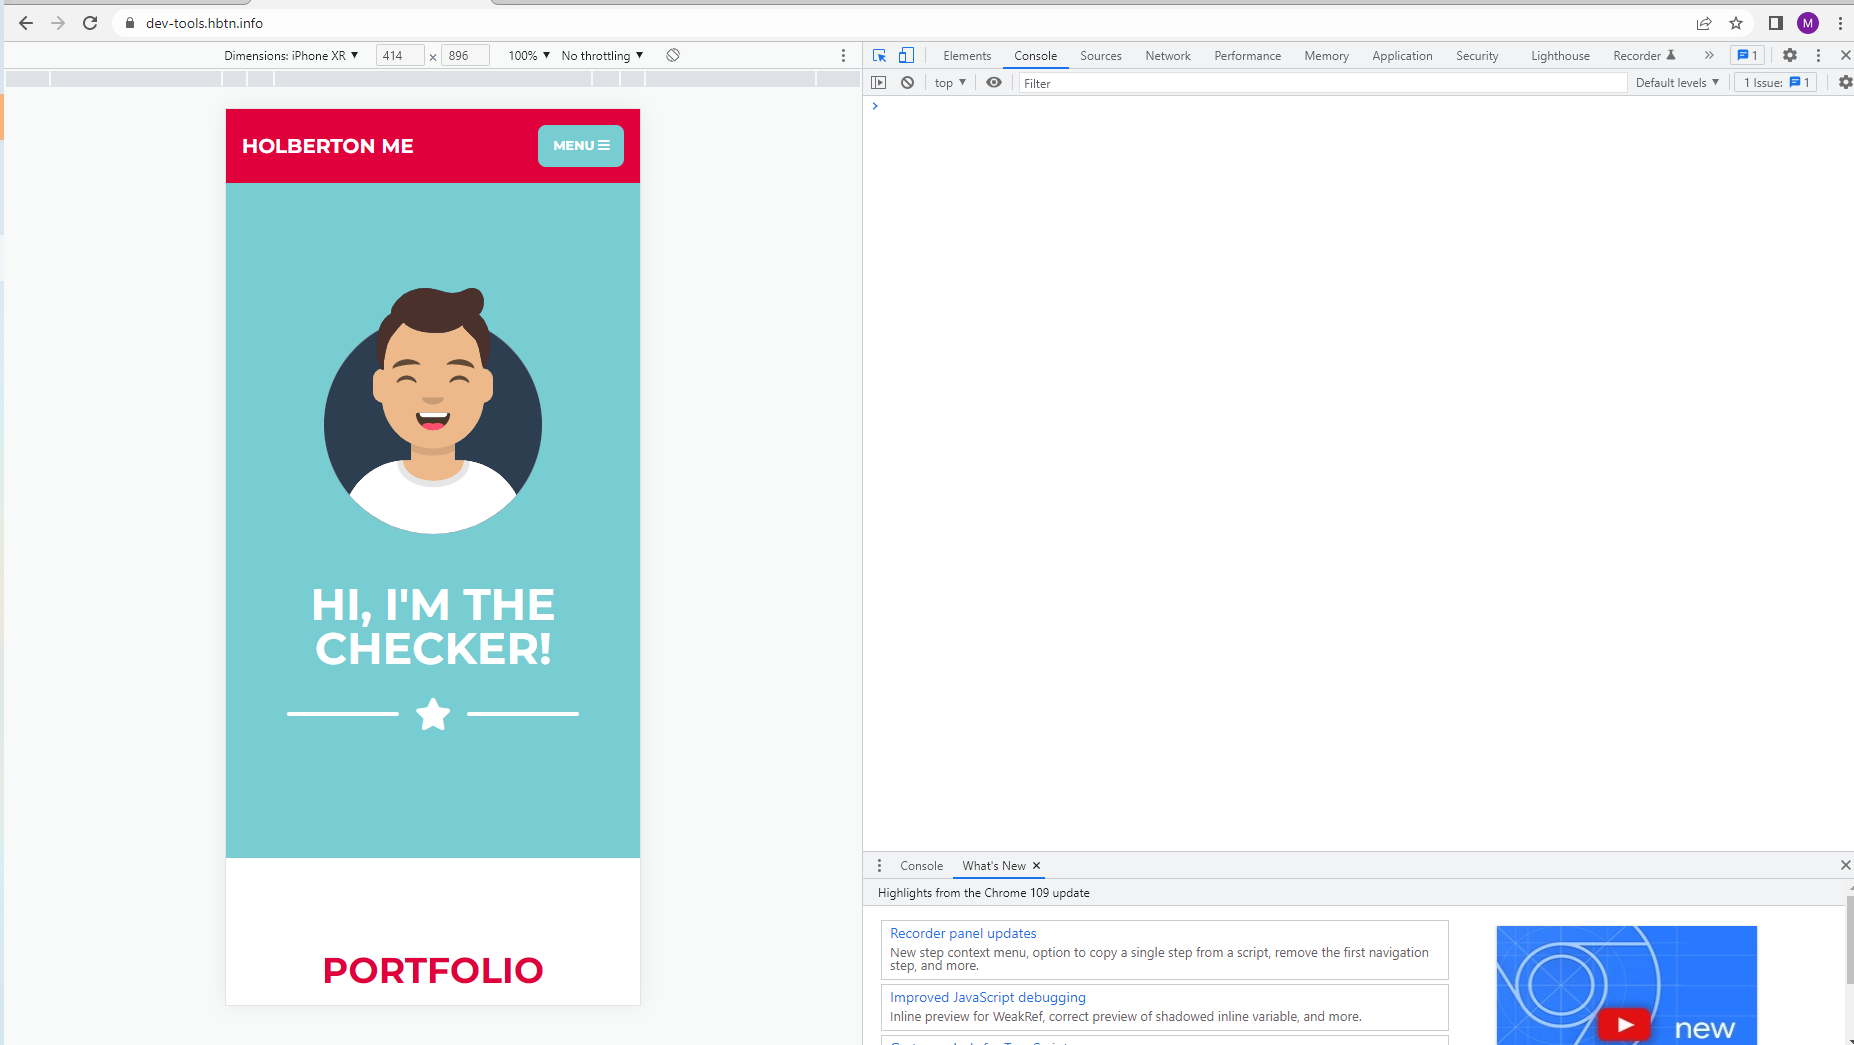 dev-tools.hbtn.info
M
Dimensions: iPhone XR 414 × 896 100% No throttling
Elements Console Sources Network Performance Memory Application Security Lighthouse Recorder » 1
top Filter Default levels 1 Issue: 1
HOLBERTON ME
MENU
HI, I'M THE
CHECKER!
PORTFOLIO
Console What's New
Highlights from the Chrome 109 update
Recorder panel updates
New step context menu, option to copy a single step from a script, remove the first navigation
step, and more.
Improved JavaScript debugging
Inline preview for WeakRef, correct preview of shadowed inline variable, and more.
new